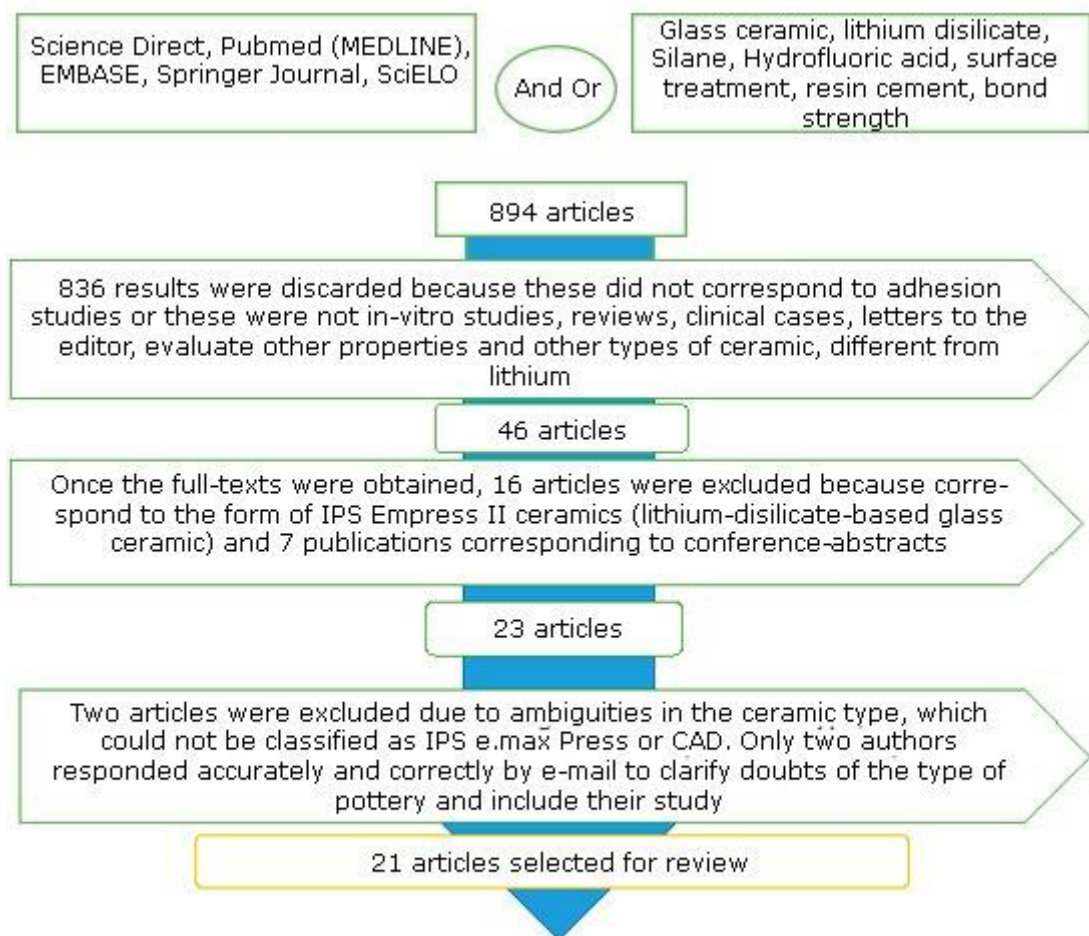 Science Direct, Pubmed (MEDLINE),
EMBASE, Springer Journal, SciELO
And Or
Glass ceramic, lithium disilicate,
Silane, Hydrofluoric acid, surface
treatment, resin cement, bond
strength
894 articles
836 results were discarded because these did not correspond to adhesion
studies or these were not in-vitro studies, reviews, clinical cases, letters to the
editor, evaluate other properties and other types of ceramic, different from
lithium
46 articles
Once the full-texts were obtained, 16 articles were excluded because corre-
spond to the form of IPS Empress II ceramics (lithium-disilicate-based glass
ceramic) and 7 publications corresponding to conference-abstracts
23 articles
Two articles were excluded due to ambiguities in the ceramic type, which
could not be classified as IPS e.max Press or CAD. Only two authors
responded accurately and correctly by e-mail to clarify doubts of the type of
pottery and include their study
21 articles selected for review